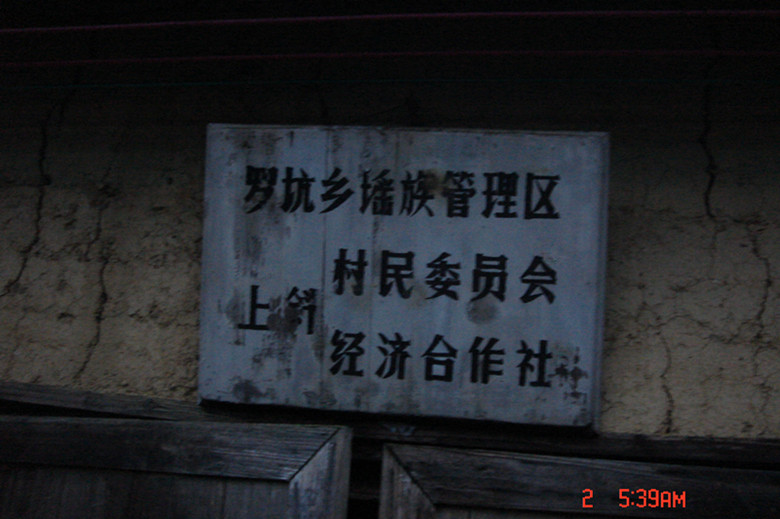 罗坑乡瑶族管理区
上斜
村民委员会
经济合作社
2 5:39AM